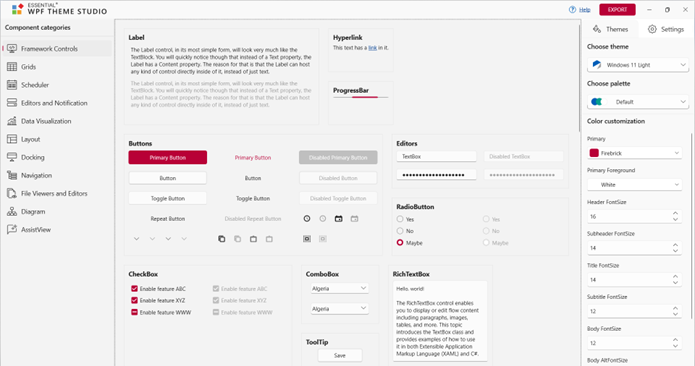 ESSENTIAL®
WPF THEME STUDIO
Help
EXPORT
Component categories
Framework Controls
Grids
Scheduler
Editors and Notification
Data Visualization
Layout
Docking
Navigation
File Viewers and Editors
Diagram
AssistView
Label
The Label control, in its most simple form, will look very much like the
TextBlock. You will quickly notice though that instead of a Text property, the
Label has a Content property. The reason for that is that the Label can host
any kind of control directly inside of it, instead of just text.
The Label control, in its most simple form, will look very much like the
TextBlock. You will quickly notice though that instead of a Text property, the
Label has a Content property. The reason for that is that the Label can host
any kind of control directly inside of it, instead of just text.
Hyperlink
This text has a link in it.
ProgressBar
Buttons
Primary Button
Primary Button
Disabled Primary Button
Button
Button
Disabled Button
Toggle Button
Toggle Button
Disabled Toggle Button
Repeat Button
Disabled Repeat Button
Editors
TextBox
Disabled TextBox
RadioButton
Yes
Yes
No
No
Maybe
Maybe
CheckBox
Enable feature ABC
Enable feature ABC
Enable feature XYZ
Enable feature XYZ
Enable feature WWW
Enable feature WWW
ComboBox
Algeria
Algeria
ToolTip
Save
RichTextBox
Hello, world!
The RichTextBox control enables
you to display or edit flow content
including paragraphs, images,
tables, and more. This topic
introduces the TextBox class and
provides examples of how to use
it in both Extensible Application
Markup Language (XAML) and C#.
Themes
Settings
Choose theme
Windows 11 Light
Choose palette
Default
Color customization
Primary
Firebrick
Primary Foreground
White
Header FontSize
16
Subheader FontSize
14
Title FontSize
14
Subtitle FontSize
12
Body FontSize
12
Body AltFontSize